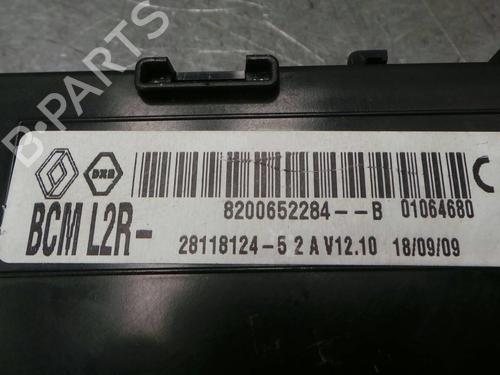 B-PARTS
8200652284--B 01064680
BCM L2R-
28118124-5 2 A V12.10 18/09/09
C